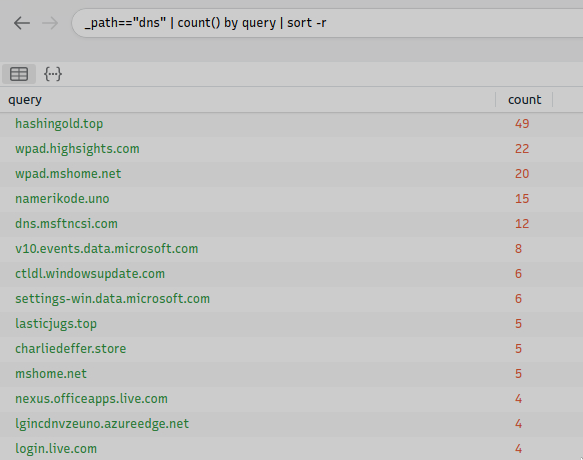 _path=="dns" | count() by query | sort -r
{···}
query count
hashingold.top 49
wpad.highsights.com 22
wpad.mshome.net 20
namerikode.uno 15
dns.msftncsi.com 12
v10.events.data.microsoft.com 8
ctldl.windowsupdate.com 6
settings-win.data.microsoft.com 6
lasticjugs.top 5
charliedeffer.store 5
mshome.net 5
nexus.officeapps.live.com 4
lgincdnvzeuno.azureedge.net 4
login.live.com 4